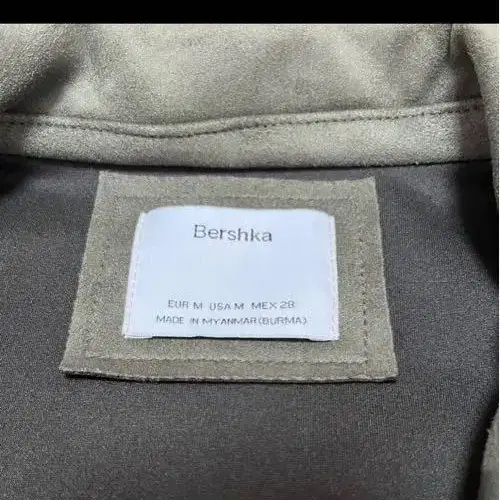 Bershka
EUR M USA M MEX 28
MADE IN MYANMAR (BURMA)